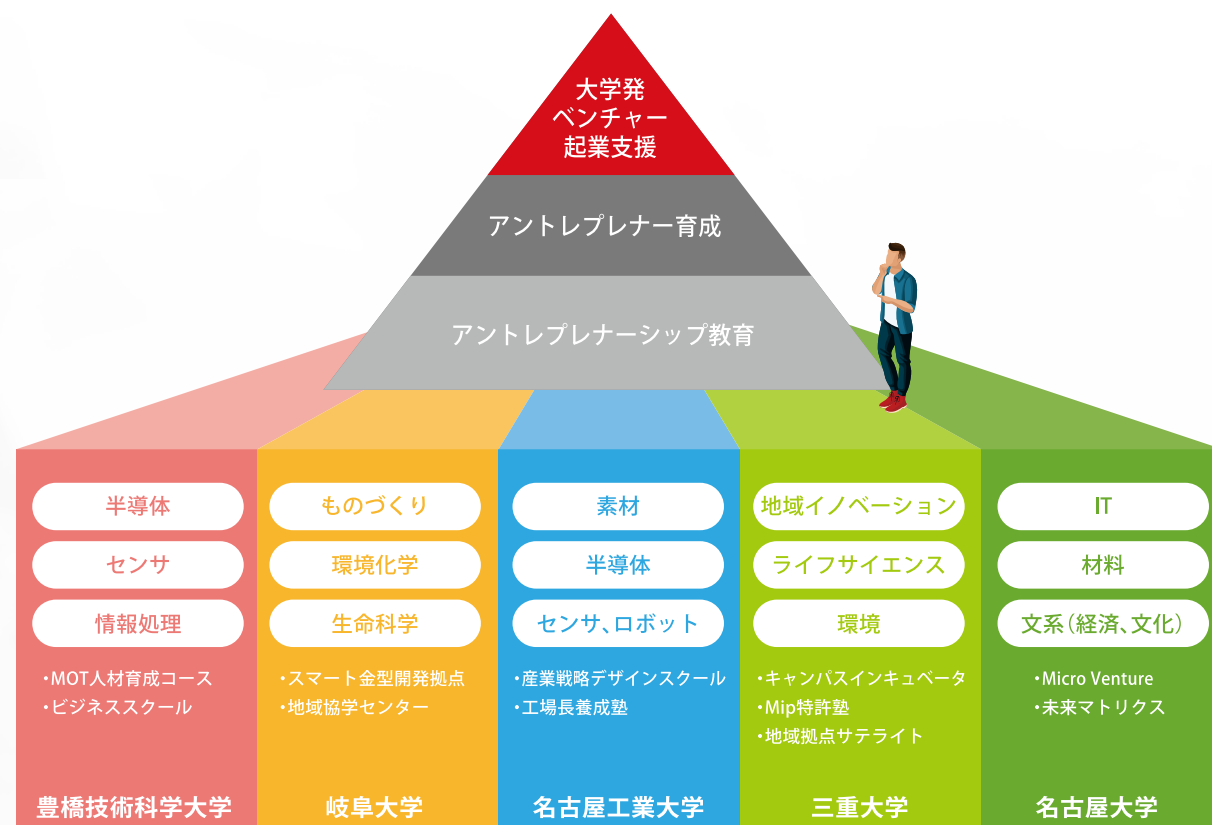 大学発
ベンチャー
起業支援
アントレプレナー育成
アントレプレナーシップ教育
半導体
センサ
情報処理
・MOT人材育成コース
・ビジネススクール
豊橋技術科学大学
ものづくり
環境化学
生命科学
・スマート金型開発拠点
・地域協学センター
岐阜大学
素材
半導体
センサ、ロボット
・産業戦略デザインスクール
・工場長養成塾
名古屋工業大学
地域イノベーション
ライフサイエンス
環境
・キャンパスインキュベータ
・Mip特許塾
・地域拠点サテライト
三重大学
IT
材料
文系（経済、文化）
・Micro Venture
・未来マトリクス
名古屋大学